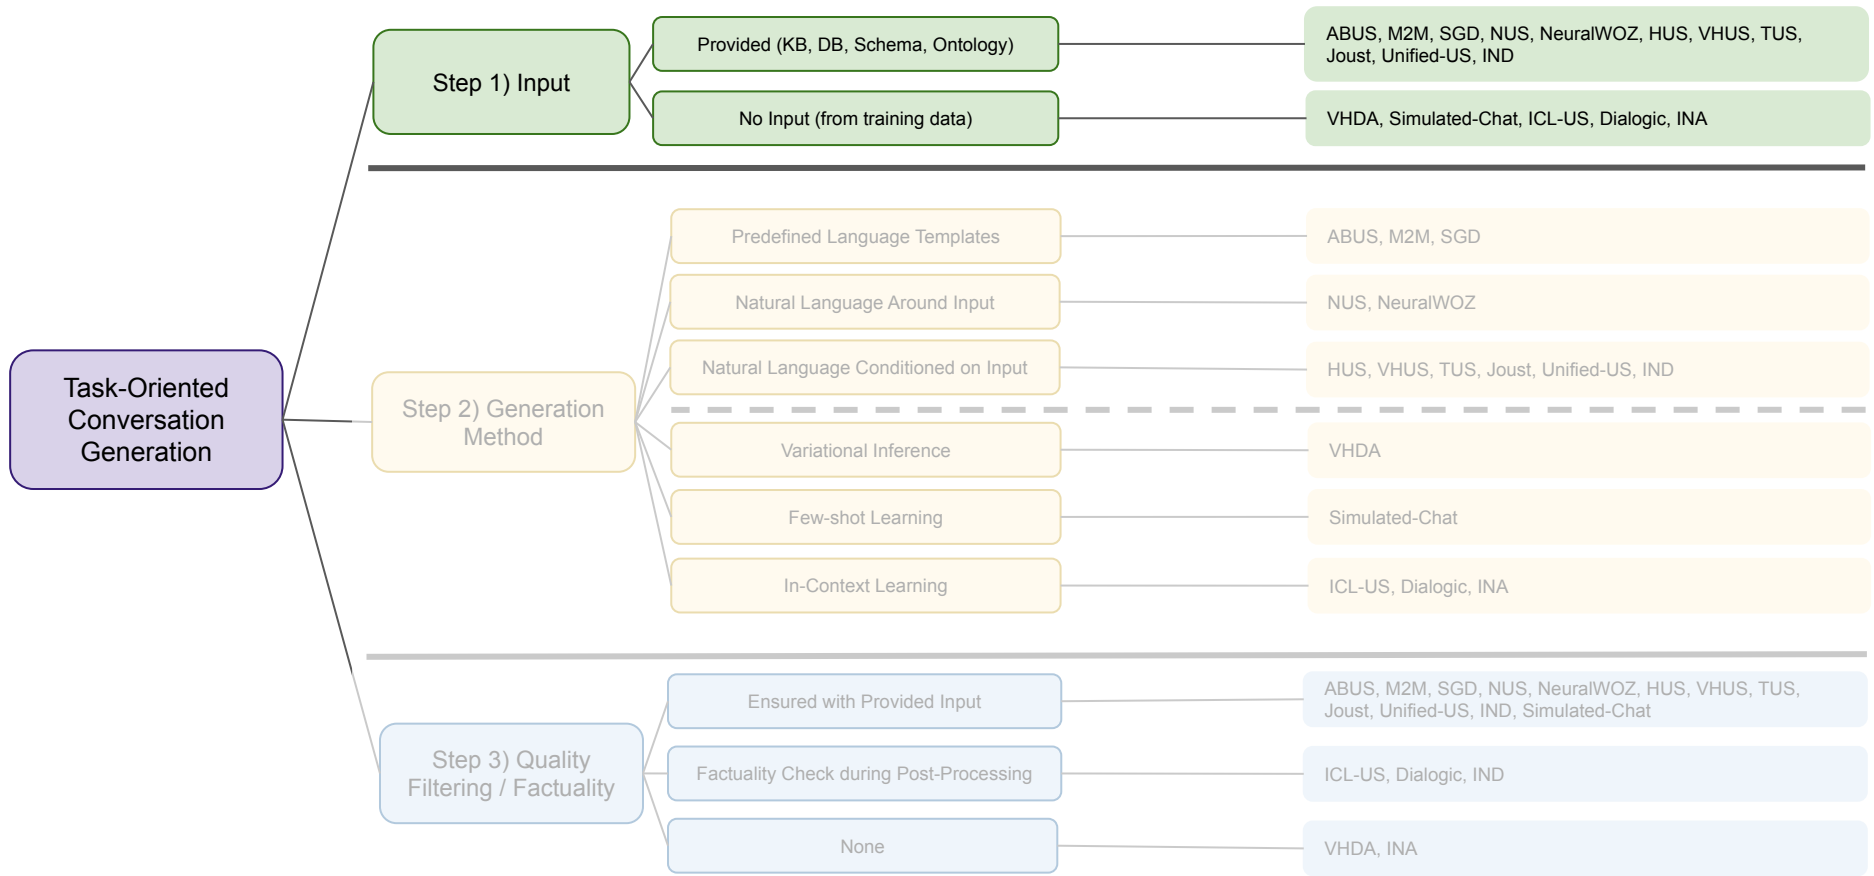 Task-Oriented
Conversation
Generation
Step 1) Input
Provided (KB, DB, Schema, Ontology)
ABUS, M2M, SGD, NUS, NeuralWOZ, HUS, VHUS, TUS,
Joust, Unified-US, IND
No Input (from training data)
VHDA, Simulated-Chat, ICL-US, Dialogic, INA
Step 2) Generation
Method
Predefined Language Templates
ABUS, M2M, SGD
Natural Language Around Input
NUS, NeuralWOZ
Natural Language Conditioned on Input
HUS, VHUS, TUS, Joust, Unified-US, IND
Variational Inference
VHDA
Few-shot Learning
Simulated-Chat
In-Context Learning
ICL-US, Dialogic, INA
Step 3) Quality
Filtering / Factuality
Ensured with Provided Input
ABUS, M2M, SGD, NUS, NeuralWOZ, HUS, VHUS, TUS,
Joust, Unified-US, IND, Simulated-Chat
Factuality Check during Post-Processing
ICL-US, Dialogic, IND
None
VHDA, INA